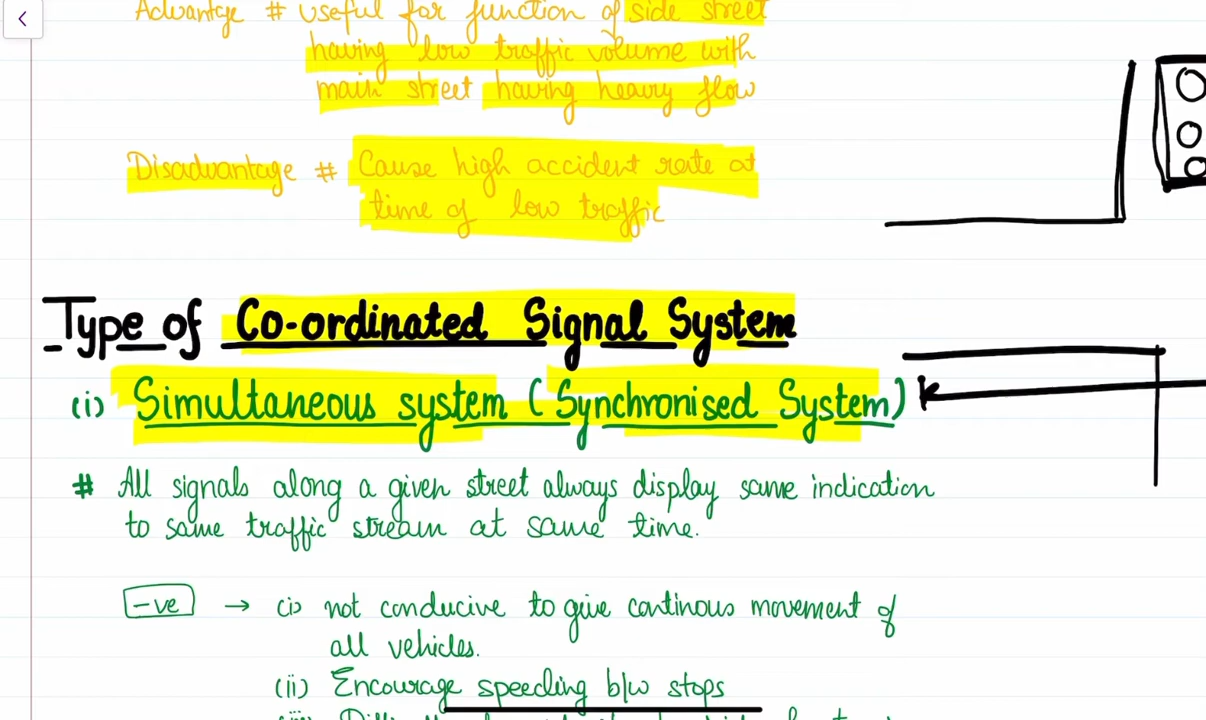 Advantage # useful for function of side street
having low traffic volume with
main street having heavy flow
Disadvantage # Cause high accident rate at
time of low traffic
Type of Co-ordinated Signal System
(i) Simultaneous system (Synchronised System)
# All signals along a given street always display same indication
to same traffic stream at same time.
-ve → (i) not conducive to give continous movement of
all vehicles.
(ii) Encourage speeding b/w stops